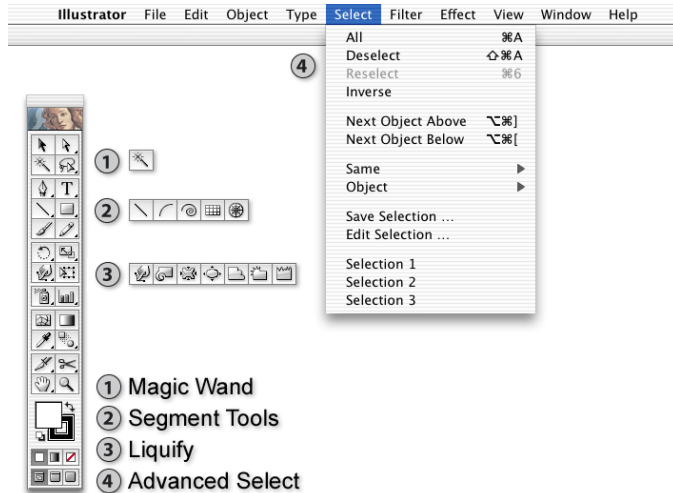 Illustrator File Edit Object Type Select Filter Effect View Window Help
All ⌘A
Deselect ⇧⌘A
Reselect ⌘6
Inverse
Next Object Above ⌥⌘]
Next Object Below ⌥⌘[
Same
Object
Save Selection ...
Edit Selection ...
Selection 1
Selection 2
Selection 3
4
1
T
2
3
1 Magic Wand
2 Segment Tools
3 Liquify
4 Advanced Select